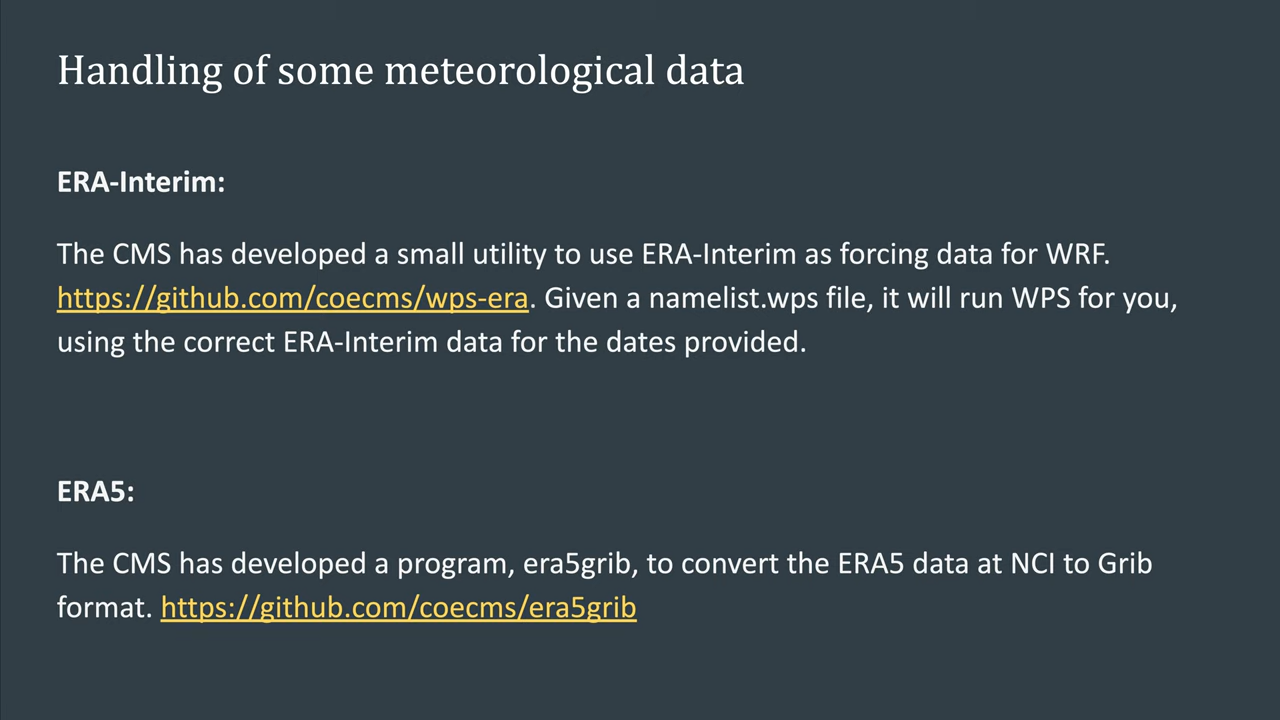 Handling of some meteorological data
ERA-Interim:
The CMS has developed a small utility to use ERA-Interim as forcing data for WRF.
https://github.com/coecms/wps-era. Given a namelist.wps file, it will run WPS for you,
using the correct ERA-Interim data for the dates provided.
ERA5:
The CMS has developed a program, era5grib, to convert the ERA5 data at NCI to Grib
format. https://github.com/coecms/era5grib